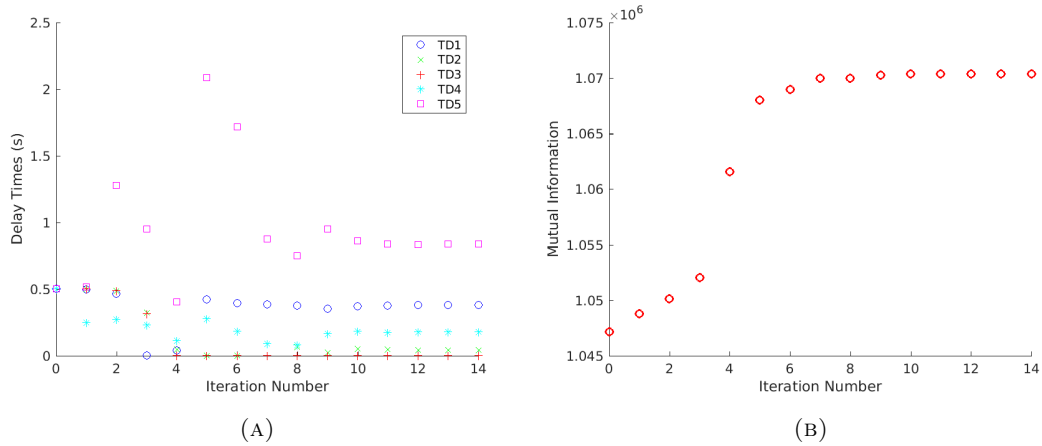 2.5
2
1.5
1
0.5
0
0 2 4 6 8 10 12 14
Delay Times (s)
Iteration Number
TD1
TD2
TD3
TD4
TD5
(A)
×10^6
1.075
1.07
1.065
1.06
1.055
1.05
1.045
0 2 4 6 8 10 12 14
Mutual Information
Iteration Number
(B)